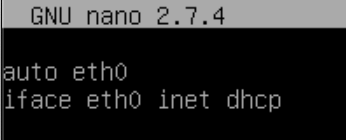 GNU nano 2.7.4
auto eth0
iface eth0 inet dhcp